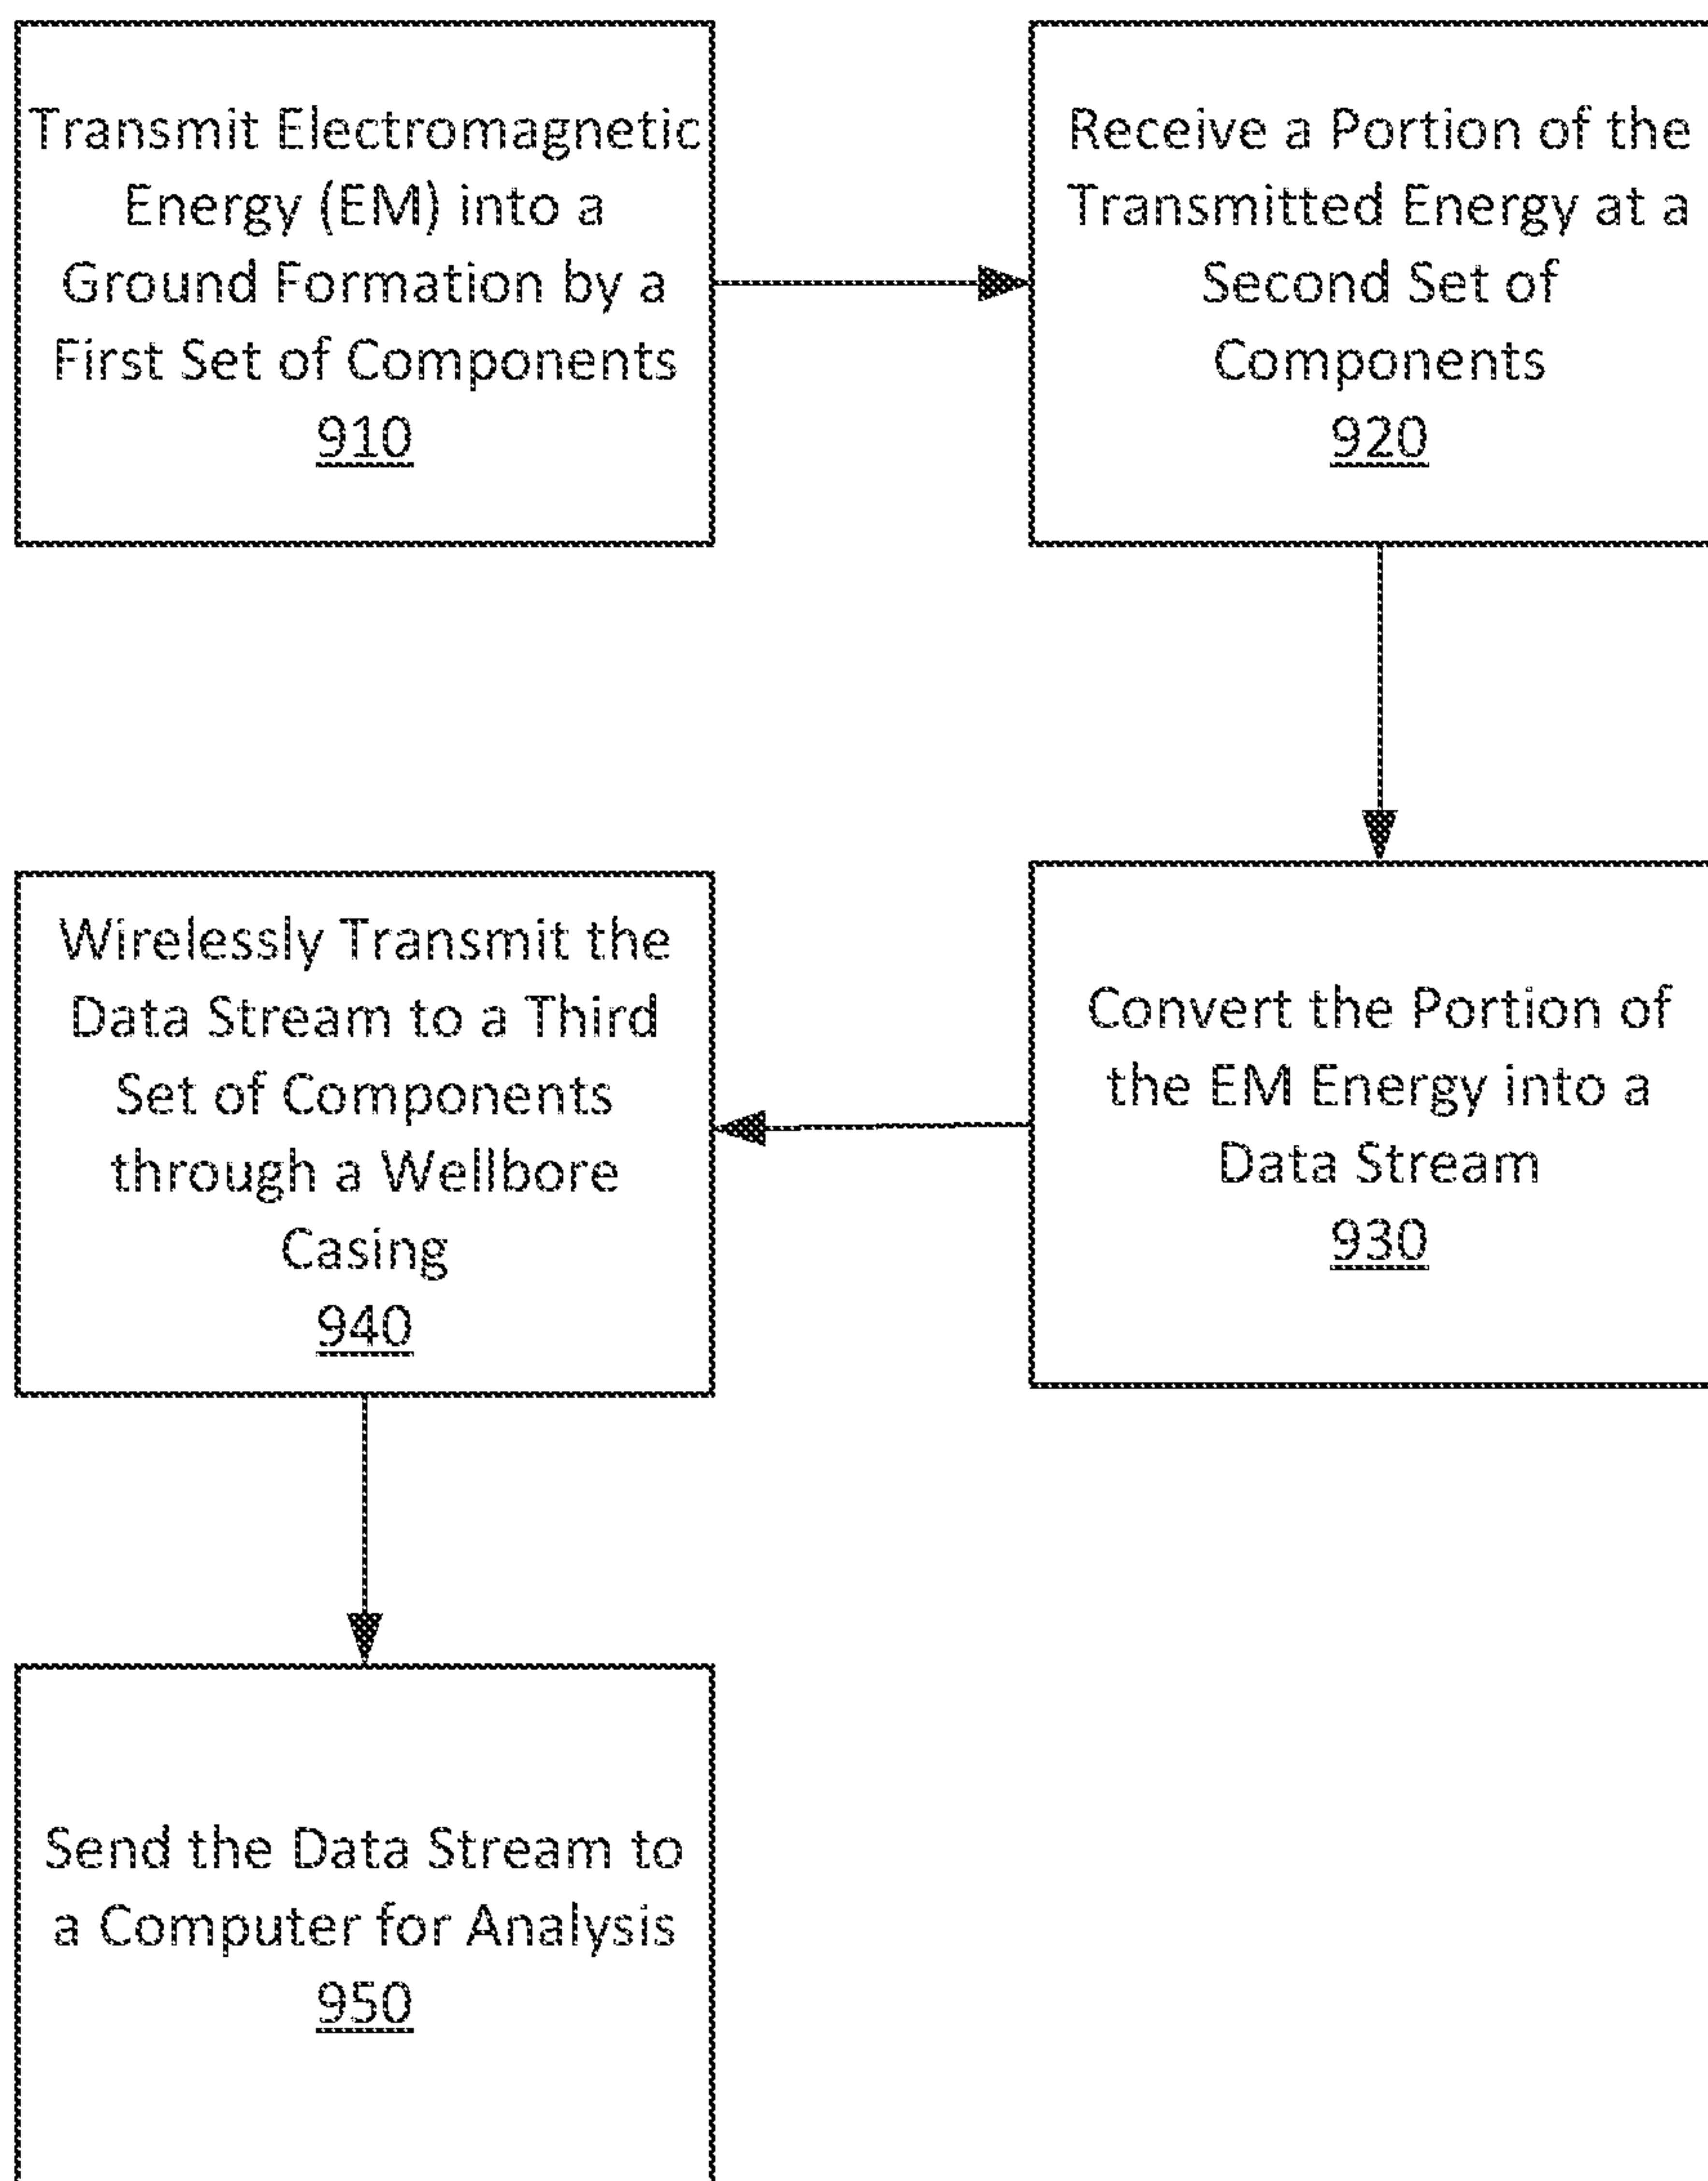 Transmit Electromagnetic
Energy (EM) into a
Ground Formation by a
First Set of Components
910
Receive a Portion of the
Transmitted Energy at a
Second Set of
Components
920
Convert the Portion of
the EM Energy into a
Data Stream
930
Wirelessly Transmit the
Data Stream to a Third
Set of Components
through a Wellbore
Casing
940
Send the Data Stream to
a Computer for Analysis
950